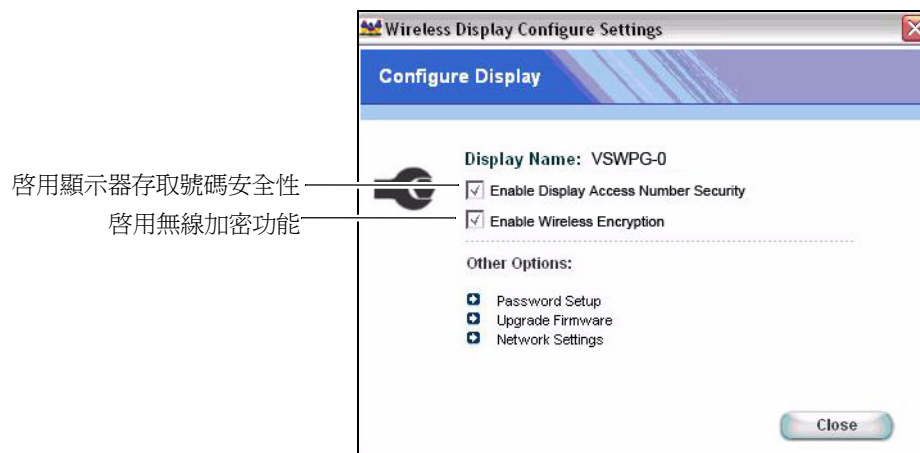 Wireless Display Configure Settings
Configure Display
Display Name: VSWPG-0
啓用顯示器存取號碼安全性
Enable Display Access Number Security
啓用無線加密功能
Enable Wireless Encryption
Other Options:
Password Setup
Upgrade Firmware
Network Settings
Close